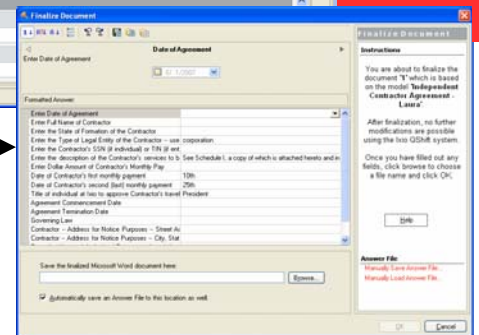 Finalize Document
Date of Agreement
Enter Date of Agreement
Formatted Answer
Enter Date of Agreement
Enter Full Name of Contractor
Enter the State of Formation of the Contractor
Enter the Type of Legal Entity of the Contractor – use corporation
Enter the Contractor's SSN (if individual) or TIN (if ent
Enter the description of the Contractor's services to b See Schedule I, a copy of which is attached hereto and in
Enter Dollar Amount of Contractor's Monthly Pay
Date of Contractor's first monthly payment 10th
Date of Contractor's second (last) monthly payment 25th
Title of individual at Ixio to approve Contractor's travel President
Agreement Commencement Date
Agreement Termination Date
Governing Law
Contractor – Address for Notice Purposes – Street Ad
Contractor – Address for Notice Purposes – City, Stat
Save the finalized Microsoft Word document here:
Browse...
Automatically save an Answer File to this location as well.
Finalize Document
Instructions
You are about to finalize the
document "1" which is based
on the model "Independent
Contractor Agreement -
Laura".
After finalization, no further
modifications are possible
using the Ixio QShift system.
Once you have filled out any
fields, click browse to choose
a file name and click OK.
Help
Answer File
Manually Save Answer File...
Manually Load Answer File...
OK
Cancel